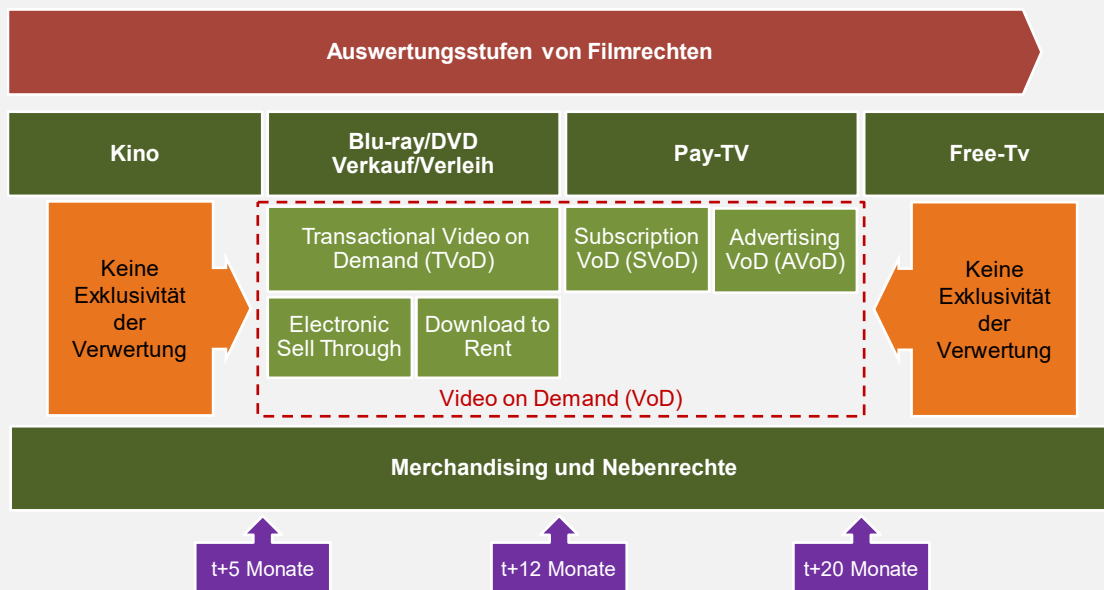 Auswertungsstufen von Filmrechten
Kino
Blu-ray/DVD
Verkauf/Verleih
Pay-TV
Free-Tv
Keine
Exklusivität
der
Verwertung
Transactional Video on
Demand (TVoD)
Subscription
VoD (SVoD)
Advertising
VoD (AVoD)
Electronic
Sell Through
Download to
Rent
Video on Demand (VoD)
Keine
Exklusivität
der
Verwertung
Merchandising und Nebenrechte
t+5 Monate
t+12 Monate
t+20 Monate